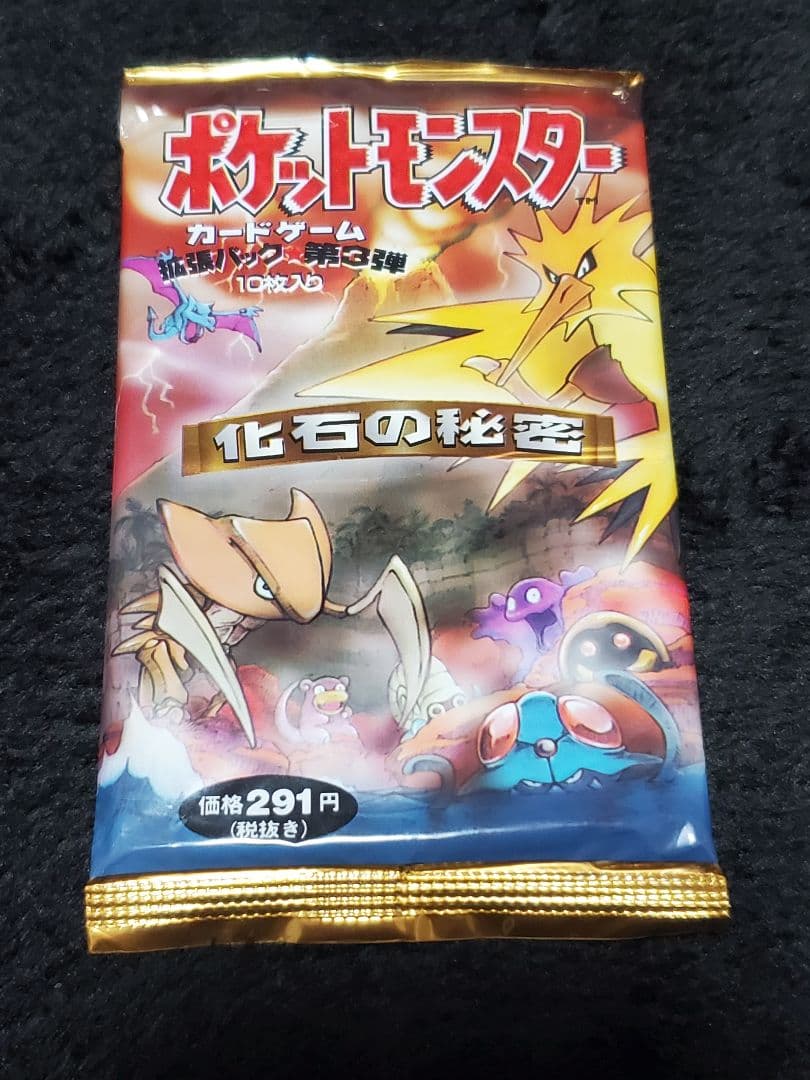 ポケットモンスター
TM
カードゲーム
拡張パック★第3弾
10枚入り
化石の秘密
価格291円
(税抜き)